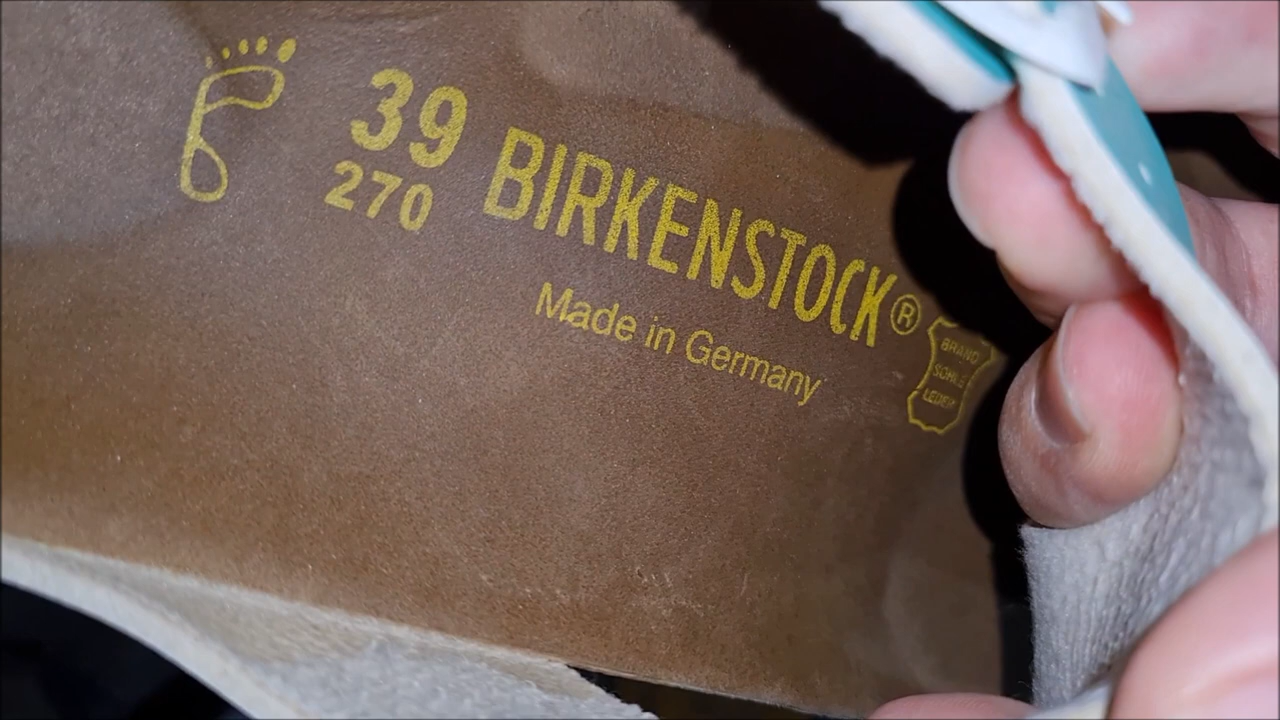 39
270
BIRKENSTOCK®
Made in Germany
BRAND
SOHLE
LEDER